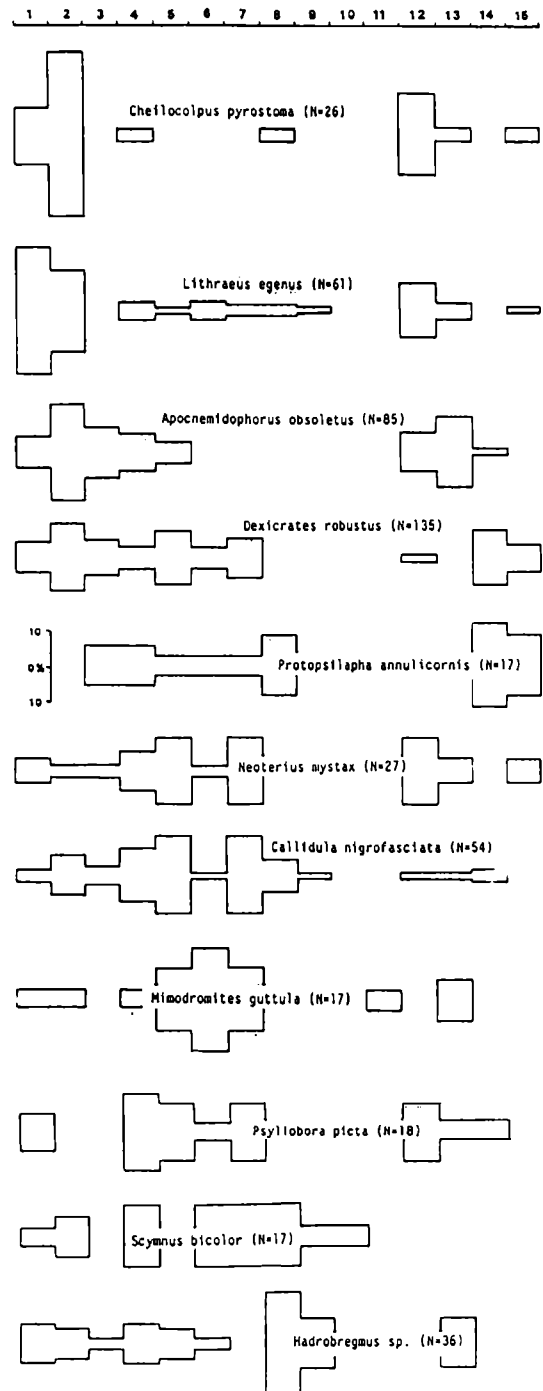 1 2 3 4 5 6 7 8 9 10 11 12 13 14 15
Cheilocolpus pyrostoma (N=26)
Lithraeus egenus (N=61)
Apocnemidophorus obsoletus (N=85)
Dexicrates robustus (N=135)
10
0%
10
Protopsilapha annulicornis (N=17)
Neoterius mystax (N=27)
Callidula nigrofasciata (N=54)
Mimodromites guttula (N=17)
Psyllobora picta (N=18)
Scymnus bicolor (N=17)
Hadrobregmus sp. (N=36)